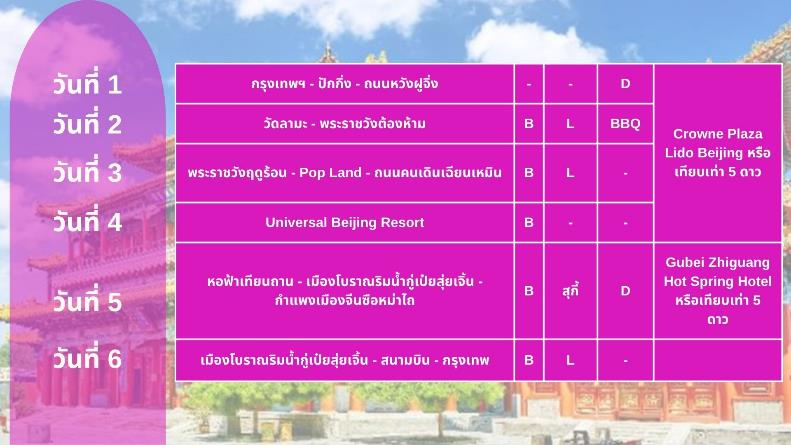 วันที่ 1
กรุงเทพฯ - ปักกิ่ง - ถนนหวังฝูจิ่ง
-
-
D
Crowne Plaza
Lido Beijing หรือ
เทียบเท่า 5 ดาว
วันที่ 2
วัดลามะ - พระราชวังต้องห้าม
B
L
BBQ
วันที่ 3
พระราชวังฤดูร้อน - Pop Land - ถนนคนเดินเฉียนเหมิน
B
L
-
วันที่ 4
Universal Beijing Resort
B
-
-
วันที่ 5
หอฟ้าเทียนถาน - เมืองโบราณริมน้ำกู่เป่ยสุ่ยเจิ้น -
กำแพงเมืองจีนซือหม่าไถ
B
สุกี้
D
Gubei Zhiguang
Hot Spring Hotel
หรือเทียบเท่า 5
ดาว
วันที่ 6
เมืองโบราณริมน้ำกู่เป่ยสุ่ยเจิ้น - สนามบิน - กรุงเทพ
B
L
-